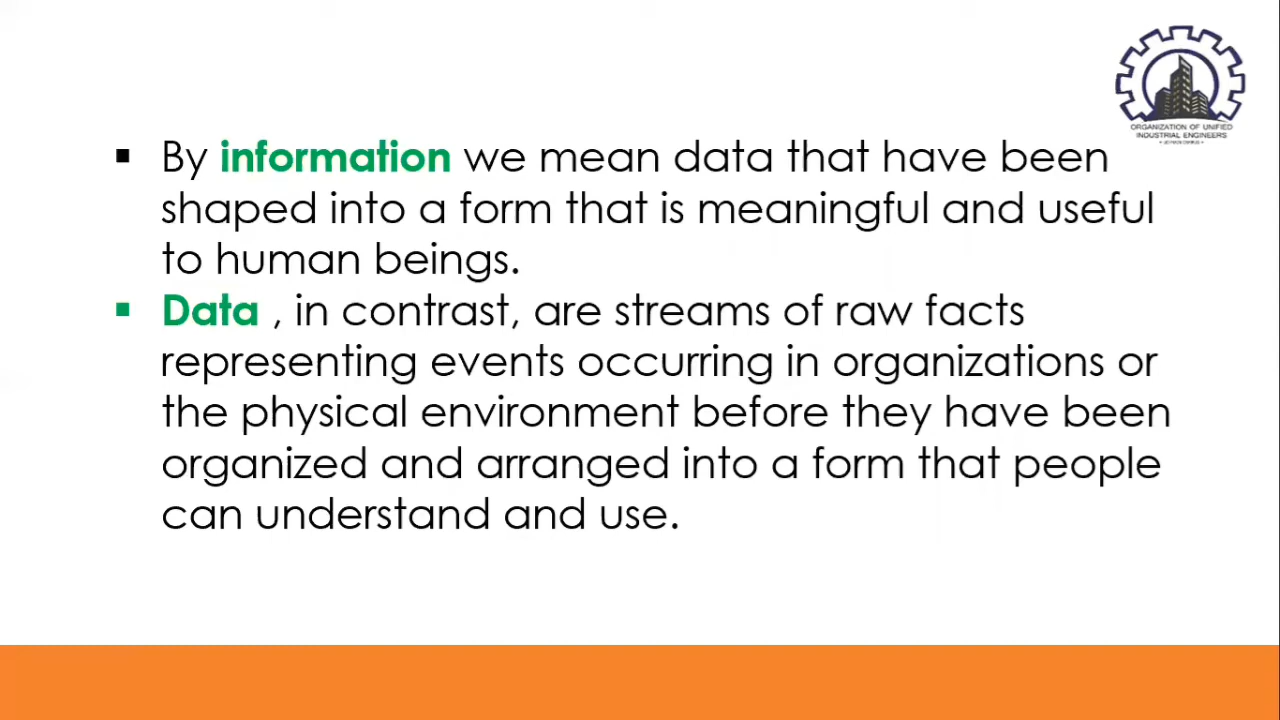 ORGANIZATION OF UNIFIED
INDUSTRIAL ENGINEERS
▪ By information we mean data that have been
shaped into a form that is meaningful and useful
to human beings.
▪ Data , in contrast, are streams of raw facts
representing events occurring in organizations or
the physical environment before they have been
organized and arranged into a form that people
can understand and use.